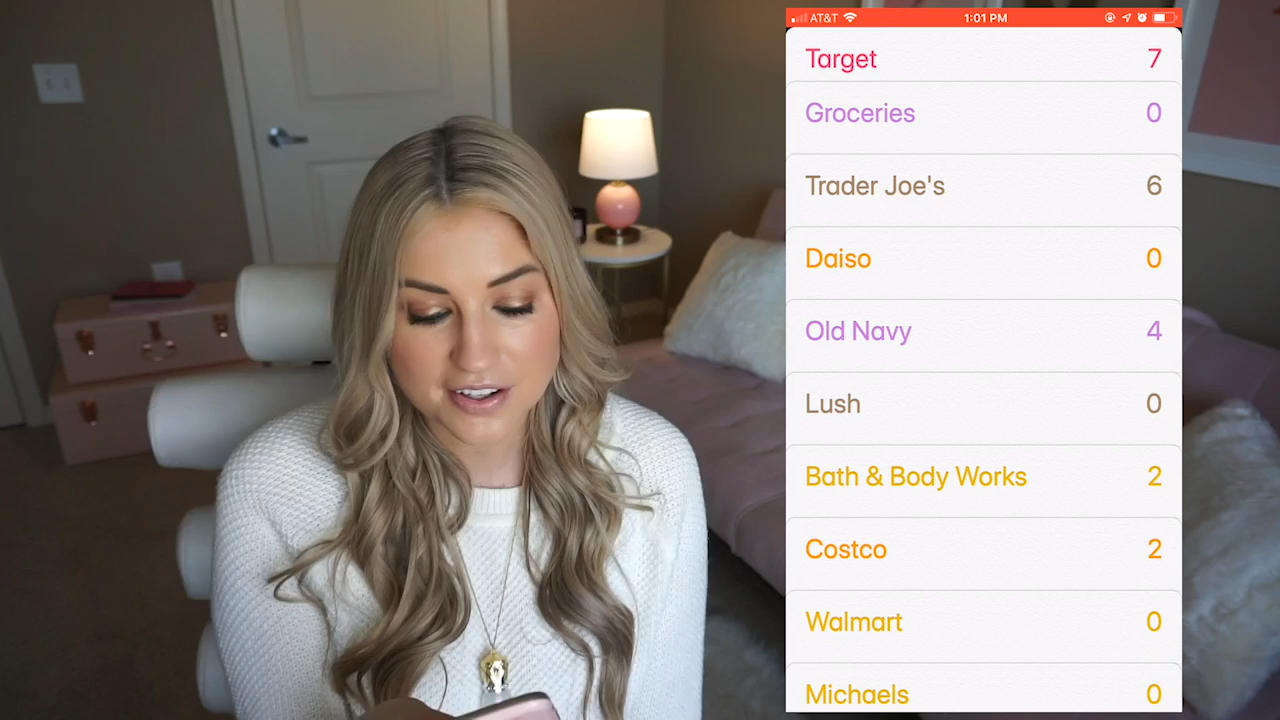 AT&T 1:01 PM
Target 7
Groceries 0
Trader Joe's 6
Daiso 0
Old Navy 4
Lush 0
Bath & Body Works 2
Costco 2
Walmart 0
Michaels 0